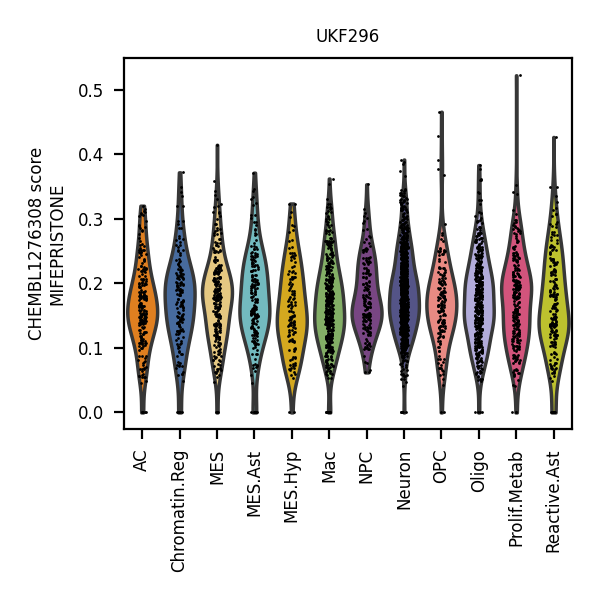 UKF296
CHEMBL1276308 score
MIFEPRISTONE
0.5
0.4
0.3
0.2
0.1
0.0
AC
Chromatin.Reg
MES
MES.Ast
MES.Hyp
Mac
NPC
Neuron
OPC
Oligo
Prolif.Metab
Reactive.Ast